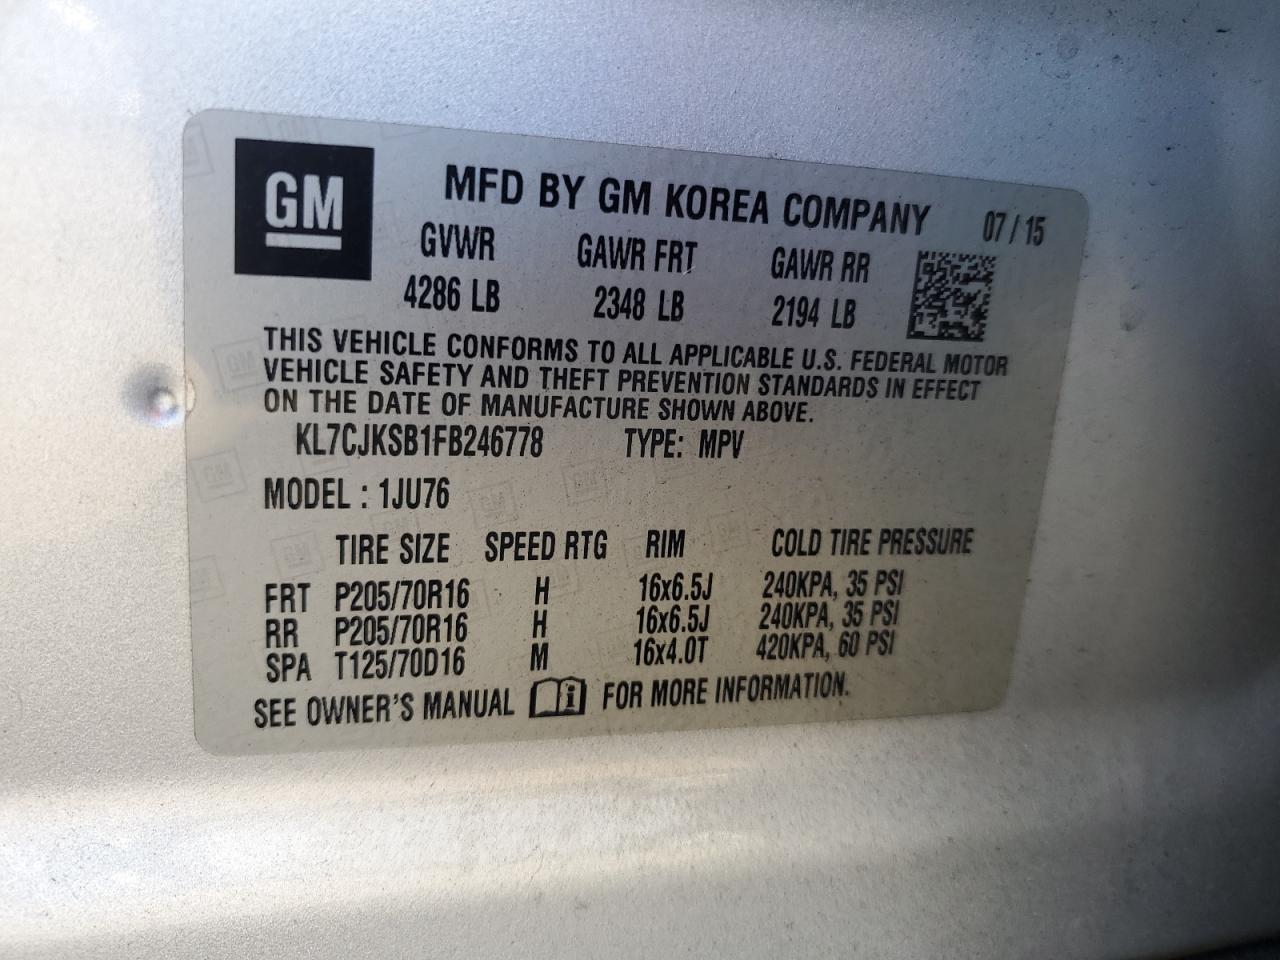 GM
MFD BY GM KOREA COMPANY 07/15
GVWR GAWR FRT GAWR RR
4286 LB 2348 LB 2194 LB
THIS VEHICLE CONFORMS TO ALL APPLICABLE U.S. FEDERAL MOTOR
VEHICLE SAFETY AND THEFT PREVENTION STANDARDS IN EFFECT
ON THE DATE OF MANUFACTURE SHOWN ABOVE.
KL7CJKSB1FB246778 TYPE: MPV
MODEL : 1JU76
TIRE SIZE SPEED RTG RIM COLD TIRE PRESSURE
FRT P205/70R16 H 16x6.5J 240KPA, 35 PSI
RR P205/70R16 H 16x6.5J 240KPA, 35 PSI
SPA T125/70D16 M 16x4.0T 420KPA, 60 PSI
SEE OWNER'S MANUAL FOR MORE INFORMATION.